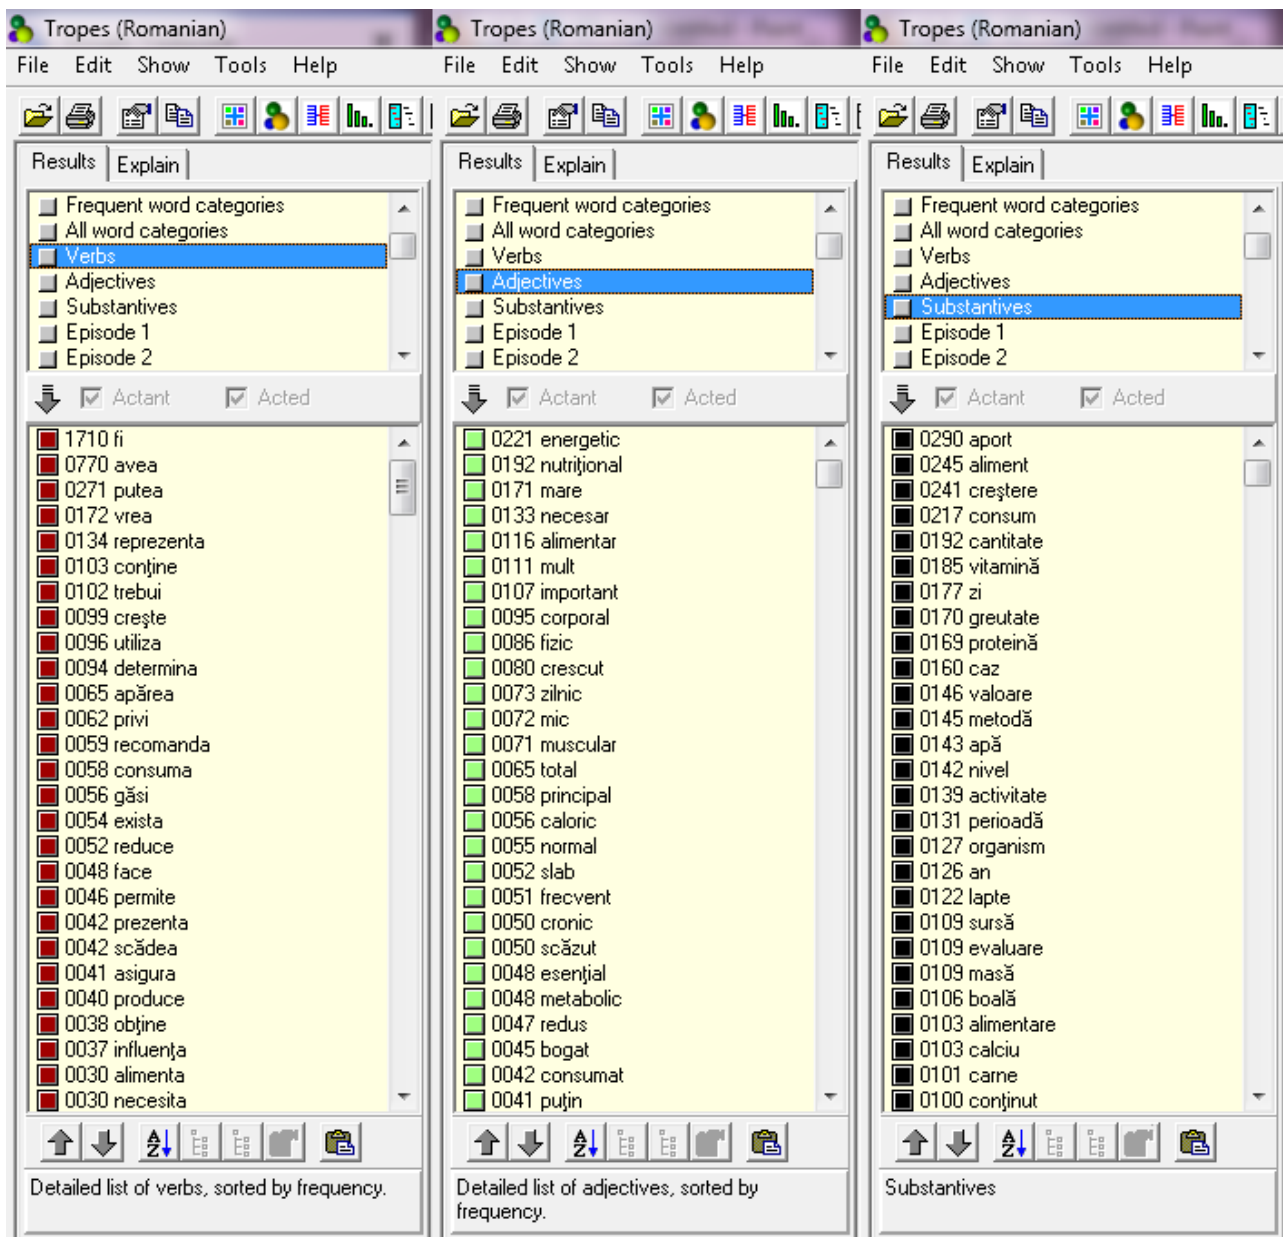 Tropes (Romanian)
File Edit Show Tools Help
Results Explain
Frequent word categories
All word categories
Verbs
Adjectives
Substantives
Episode 1
Episode 2
Actant Acted
1710 fi
0770 avea
0271 putea
0172 vrea
0134 reprezenta
0103 conţine
0102 trebui
0099 creşte
0096 utiliza
0094 determina
0065 apărea
0062 privi
0059 recomanda
0058 consuma
0056 găsi
0054 exista
0052 reduce
0048 face
0046 permite
0042 prezenta
0042 scădea
0041 asigura
0040 produce
0038 obţine
0037 influenţa
0030 alimenta
0030 necesita
Detailed list of verbs, sorted by frequency.
Tropes (Romanian)
File Edit Show Tools Help
Results Explain
Frequent word categories
All word categories
Verbs
Adjectives
Substantives
Episode 1
Episode 2
Actant Acted
0221 energetic
0192 nutriţional
0171 mare
0133 necesar
0116 alimentar
0111 mult
0107 important
0095 corporal
0086 fizic
0080 crescut
0073 zilnic
0072 mic
0071 muscular
0065 total
0058 principal
0056 caloric
0055 normal
0052 slab
0051 frecvent
0050 cronic
0050 scăzut
0048 esenţial
0048 metabolic
0047 redus
0045 bogat
0042 consumat
0041 puţin
Detailed list of adjectives, sorted by
frequency.
Tropes (Romanian)
File Edit Show Tools Help
Results Explain
Frequent word categories
All word categories
Verbs
Adjectives
Substantives
Episode 1
Episode 2
Actant Acted
0290 aport
0245 aliment
0241 creştere
0217 consum
0192 cantitate
0185 vitamină
0177 zi
0170 greutate
0169 proteină
0160 caz
0146 valoare
0145 metodă
0143 apă
0142 nivel
0139 activitate
0131 perioadă
0127 organism
0126 an
0122 lapte
0109 sursă
0109 evaluare
0109 masă
0106 boală
0103 alimentare
0103 calciu
0101 carne
0100 conţinut
Substantives